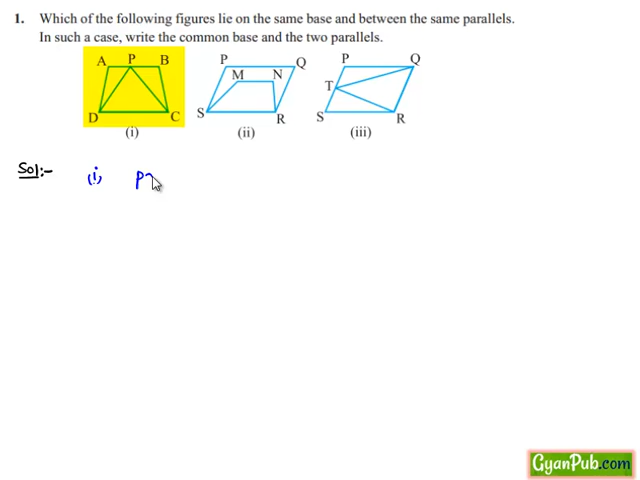 1. Which of the following figures lie on the same base and between the same parallels.
In such a case, write the common base and the two parallels.
A P B
D C
(i)
P Q
M N
S R
(ii)
P Q
T
S R
(iii)
Sol:-
(i)
GyanPub.com